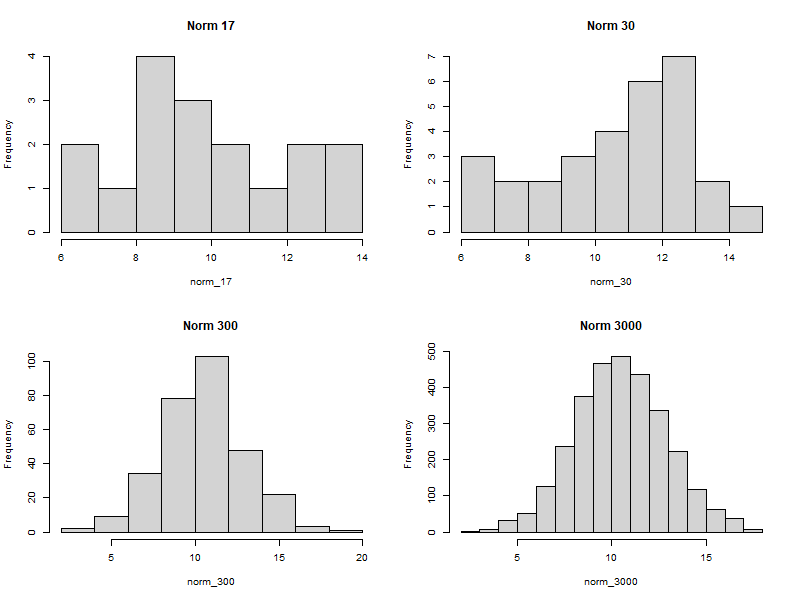 Norm 17
Frequency
4
3
2
1
0
6 8 10 12 14
norm_17
Norm 30
Frequency
7
6
5
4
3
2
1
0
6 8 10 12 14
norm_30
Norm 300
Frequency
100
80
60
40
20
0
5 10 15 20
norm_300
Norm 3000
Frequency
500
400
300
200
100
0
5 10 15
norm_3000